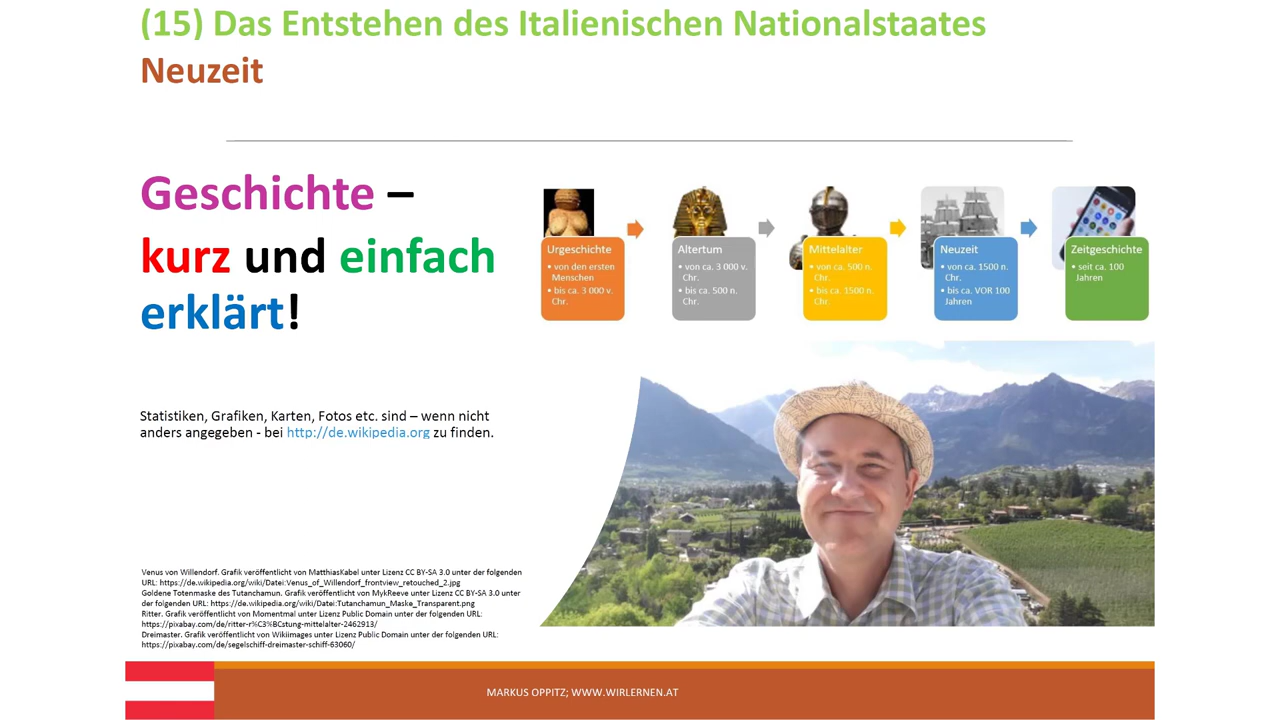 (15) Das Entstehen des Italienischen Nationalstaates
Neuzeit
Geschichte –
kurz und einfach
erklärt!
Urgeschichte
• von den ersten
Menschen
• bis ca. 3 000 v.
Chr.
Altertum
• von ca. 3 000 v.
Chr.
• bis ca. 500 n.
Chr.
Mittelalter
• von ca. 500 n.
Chr.
• bis ca. 1500 n.
Chr.
Neuzeit
• von ca. 1500 n.
Chr.
• bis ca. VOR 100
Jahren
Zeitgeschichte
• seit ca. 100
Jahren
Statistiken, Grafiken, Karten, Fotos etc. sind – wenn nicht
anders angegeben - bei http://de.wikipedia.org zu finden.
Venus von Willendorf. Grafik veröffentlicht von MatthiasKabel unter Lizenz CC BY-SA 3.0 unter der folgenden
URL: https://de.wikipedia.org/wiki/Datei:Venus_of_Willendorf_frontview_retouched_2.jpg
Goldene Totenmaske des Tutanchamun. Grafik veröffentlicht von MykReeve unter Lizenz CC BY-SA 3.0 unter
der folgenden URL: https://de.wikipedia.org/wiki/Datei:Tutanchamun_Maske_Transparent.png
Ritter. Grafik veröffentlicht von Momentmal unter Lizenz Public Domain unter der folgenden URL:
https://pixabay.com/de/ritter-r%C3%BCstung-mittelalter-2462913/
Dreimaster. Grafik veröffentlicht von Wikiimages unter Lizenz Public Domain unter der folgenden URL:
https://pixabay.com/de/segelschiff-dreimaster-schiff-63060/
MARKUS OPPITZ; WWW.WIRLERNEN.AT